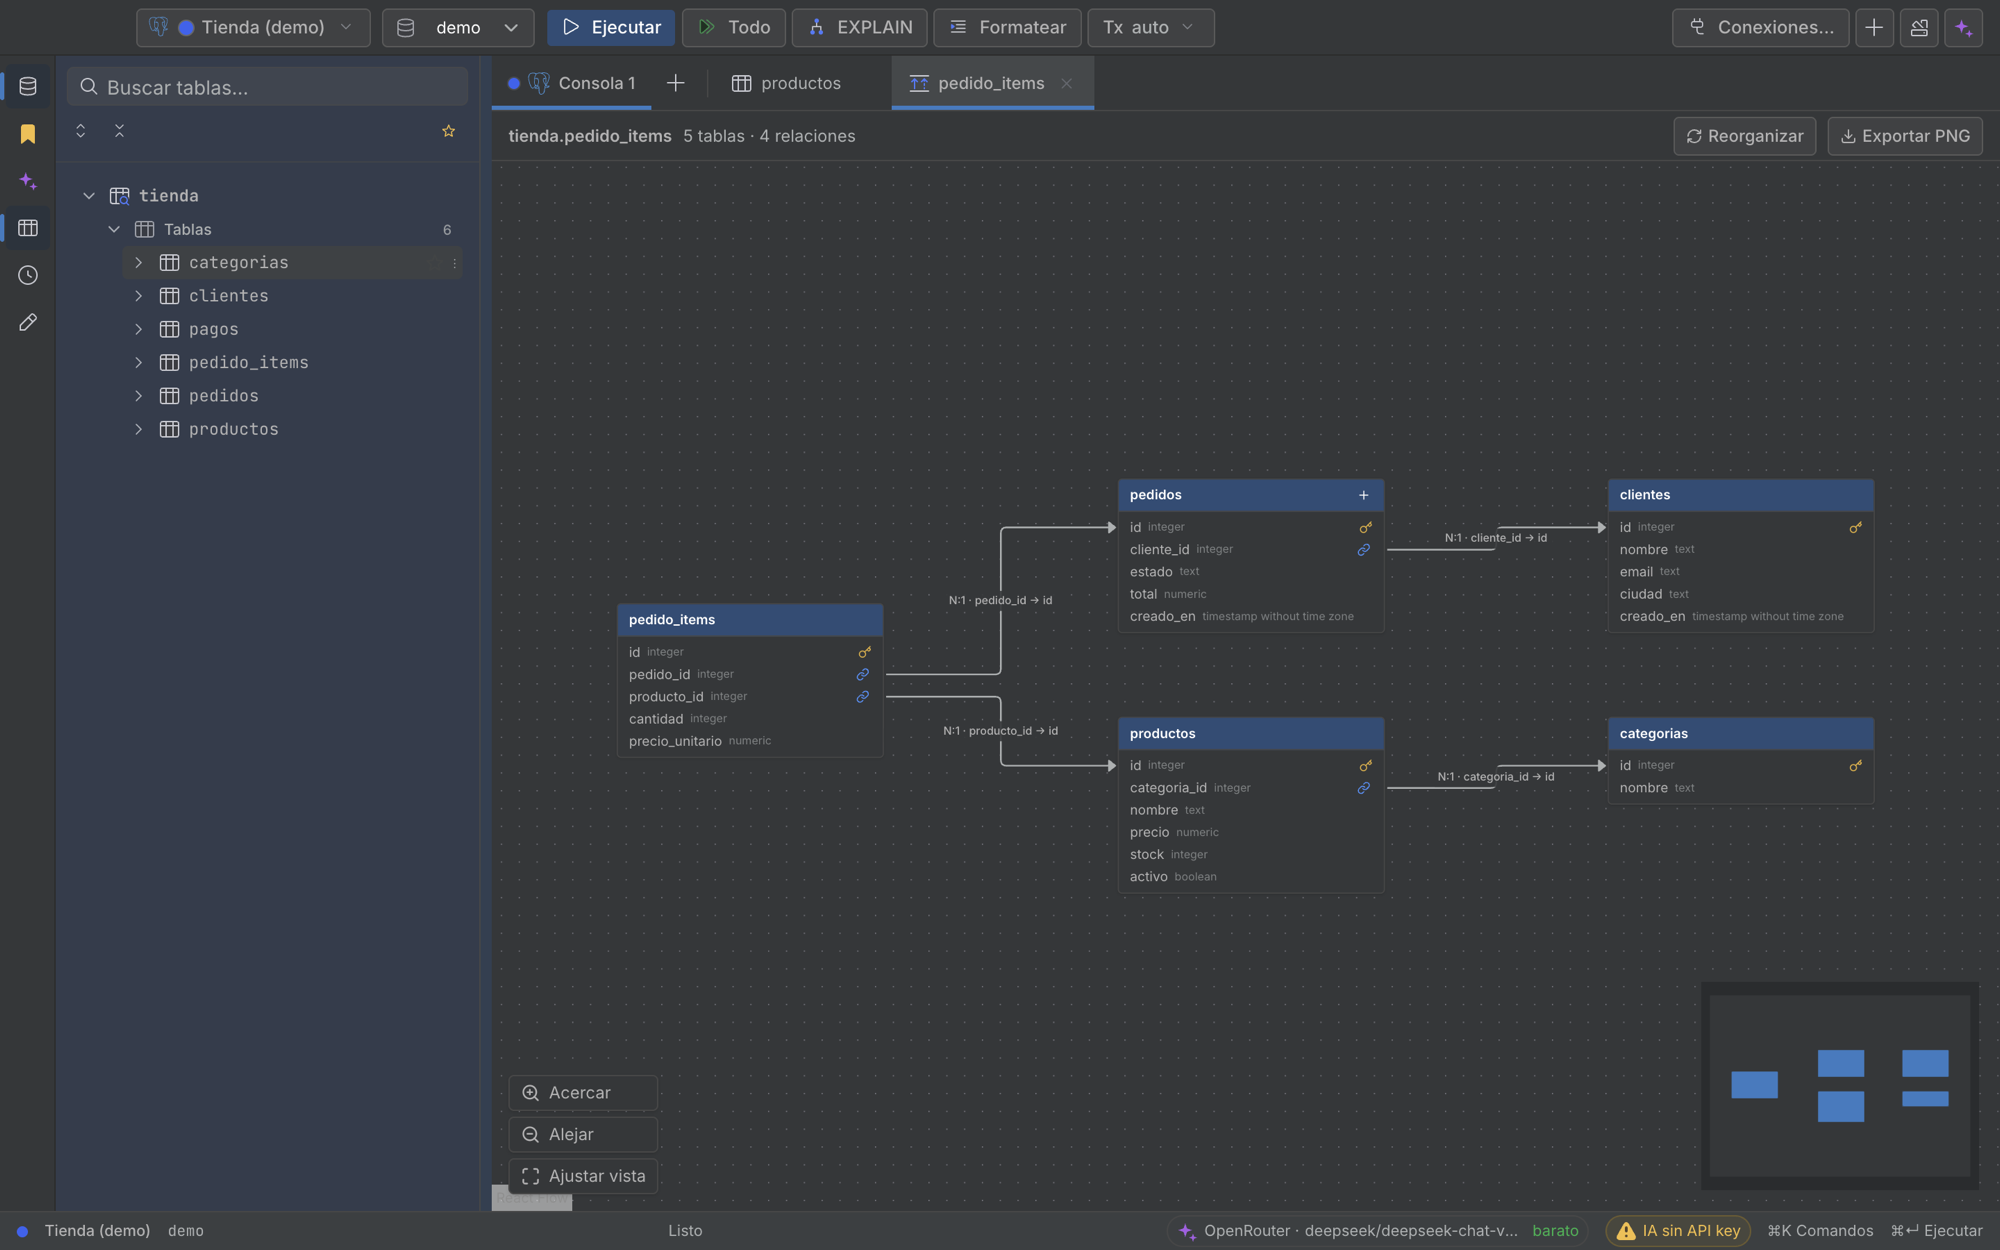 Tienda (demo)
demo
Ejecutar
Todo
EXPLAIN
Formatear
Tx auto
Conexiones...
Buscar tablas...
Consola 1
productos
pedido_items
tienda.pedido_items 5 tablas · 4 relaciones
Reorganizar
Exportar PNG
tienda
Tablas 6
categorias
clientes
pagos
pedido_items
pedidos
productos
pedido_items
id integer
pedido_id integer
producto_id integer
cantidad integer
precio_unitario numeric
N:1 · pedido_id → id
N:1 · producto_id → id
pedidos
id integer
cliente_id integer
estado text
total numeric
creado_en timestamp without time zone
N:1 · cliente_id → id
clientes
id integer
nombre text
email text
ciudad text
creado_en timestamp without time zone
productos
id integer
categoria_id integer
nombre text
precio numeric
stock integer
activo boolean
N:1 · categoria_id → id
categorias
id integer
nombre text
Acercar
Alejar
Ajustar vista
Tienda (demo) demo
Listo
OpenRouter · deepseek/deepseek-chat-v... barato
IA sin API key
⌘K Comandos
⌘↵ Ejecutar